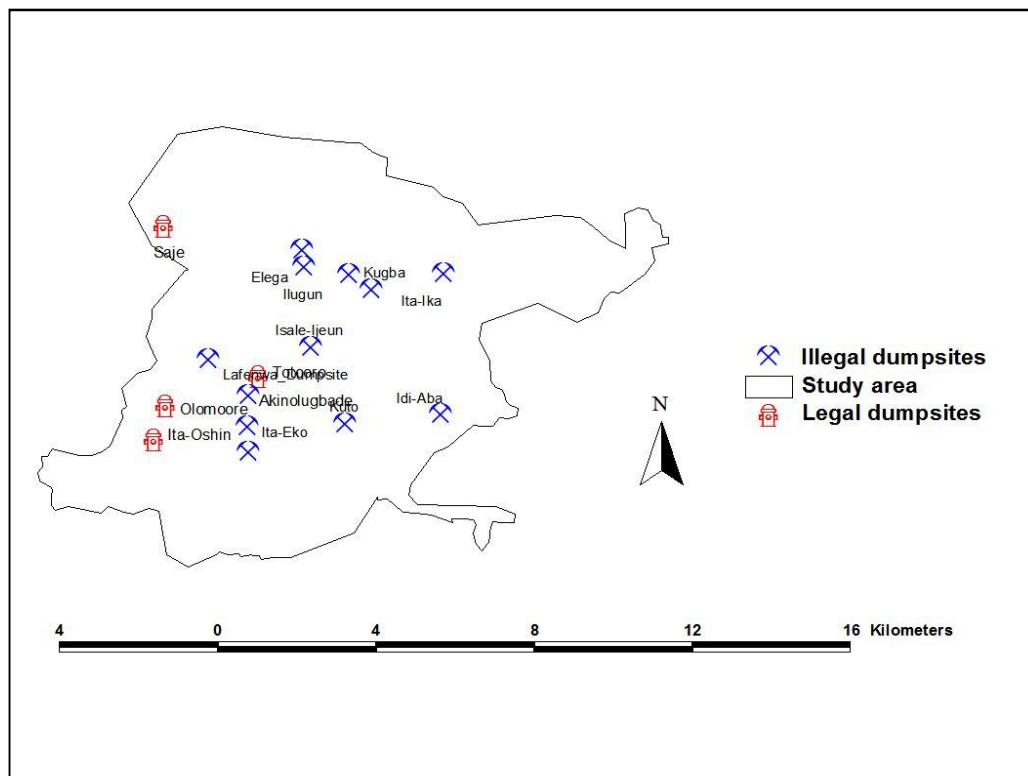 Saje
Elega
Kugba
Ilugun
Ita-Ika
Isale-Ijeun
Totooro
Lafenwa_Dumpsite
Akinolugbade
Idi-Aba
Olomoore
Kuto
Ita-Oshin
Ita-Eko
Illegal dumpsites
Study area
Legal dumpsites
N
4 0 4 8 12 16 Kilometers